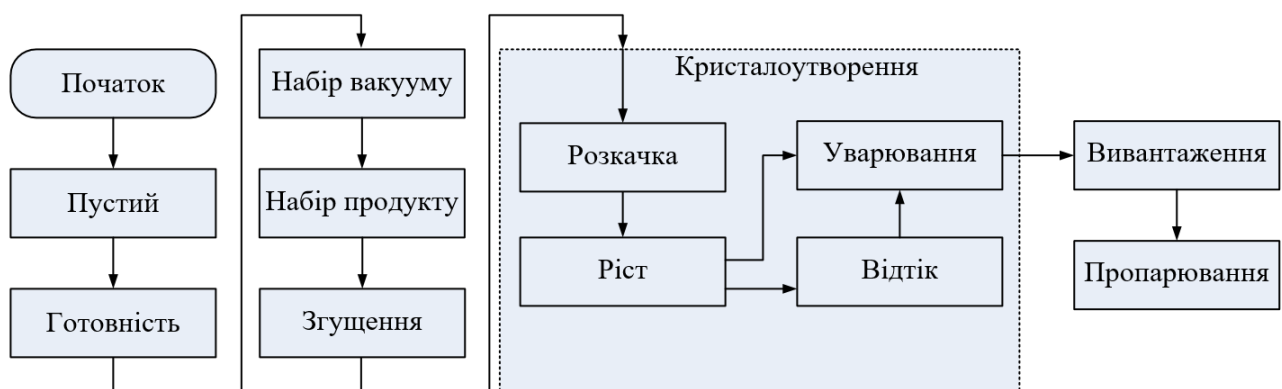 Початок
Пустий
Готовність
Набір вакууму
Набір продукту
Згущення
Кристалоутворення
Розкачка
Ріст
Уварювання
Відтік
Вивантаження
Пропарювання